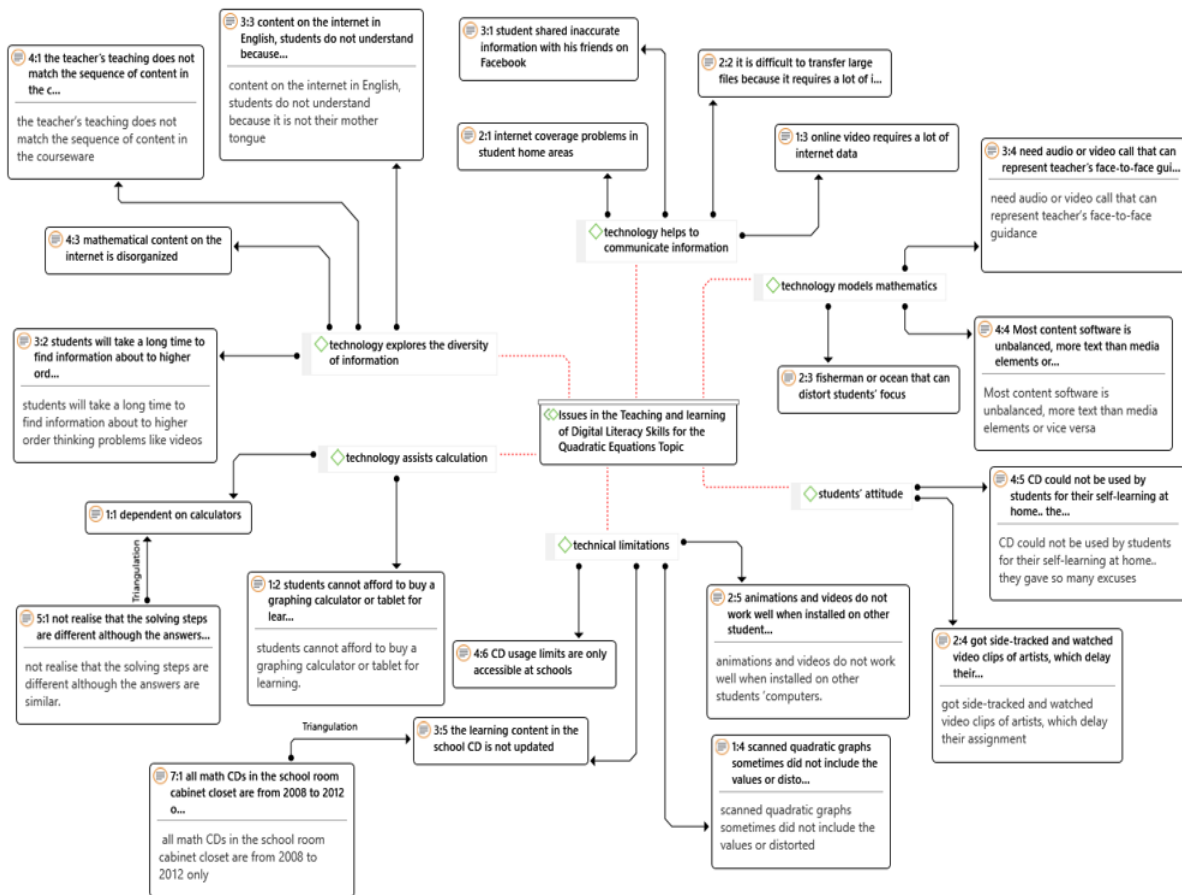 3:3 content on the internet in
English, students do not understand
because...
content on the internet in English,
students do not understand
because it is not their mother
tongue
4:1 the teacher's teaching does not
match the sequence of content in
the c...
the teacher's teaching does not
match the sequence of content in
the courseware
4:3 mathematical content on the
internet is disorganized
3:2 students will take a long time to
find information about to higher
ord...
students will take a long time to
find information about to higher
order thinking problems like videos
technology explores the diversity
of information
3:1 student shared inaccurate
information with his friends on
Facebook
2:2 it is difficult to transfer large
files because it requires a lot of i...
2:1 internet coverage problems in
student home areas
1:3 online video requires a lot of
internet data
technology helps to
communicate information
3:4 need audio or video call that can
represent teacher's face-to-face gui...
need audio or video call that can
represent teacher's face-to-face
guidance
technology models mathematics
4:4 Most content software is
unbalanced, more text than media
elements or...
Most content software is
unbalanced, more text than media
elements or vice versa
2:3 fisherman or ocean that can
distort students' focus
Issues in the Teaching and learning
of Digital Literacy Skills for the
Quadratic Equations Topic
technology assists calculation
1:1 dependent on calculators
Triangulation
5:1 not realise that the solving steps
are different although the answers...
not realise that the solving steps
are different although the answers are
similar.
1:2 students cannot afford to buy a
graphing calculator or tablet for
lear...
students cannot afford to buy a
graphing calculator or tablet for
learning.
students' attitude
4:5 CD could not be used by
students for their self-learning at
home.. the...
CD could not be used by students
for their self-learning at home..
they gave so many excuses
2:4 got side-tracked and watched
video clips of artists, which delay
their...
got side-tracked and watched
video clips of artists, which delay
their assignment
technical limitations
2:5 animations and videos do not
work well when installed on other
student...
animations and videos do not work
well when installed on other
students 'computers.
4:6 CD usage limits are only
accessible at schools
3:5 the learning content in the
school CD is not updated
Triangulation
7:1 all math CDs in the school room
cabinet closet are from 2008 to 2012
o...
all math CDs in the school room
cabinet closet are from 2008 to
2012 only
1:4 scanned quadratic graphs
sometimes did not include the
values or disto...
scanned quadratic graphs
sometimes did not include the
values or distorted